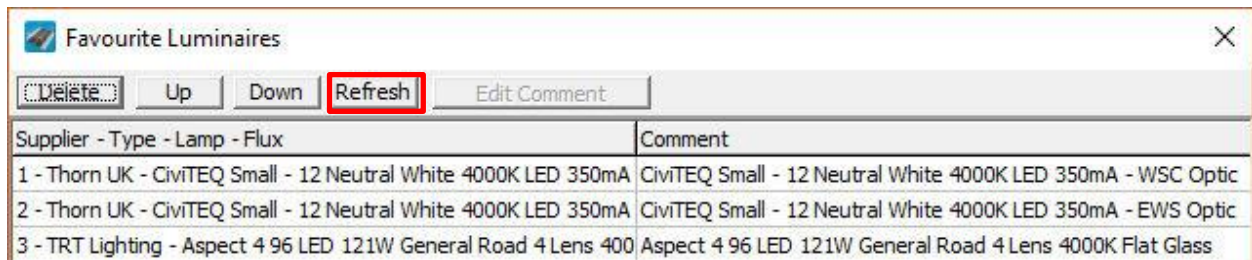 Favourite Luminaires
Delete Up Down Refresh Edit Comment
Supplier - Type - Lamp - Flux Comment
1 - Thorn UK - CiviTEQ Small - 12 Neutral White 4000K LED 350mA CiviTEQ Small - 12 Neutral White 4000K LED 350mA - WSC Optic
2 - Thorn UK - CiviTEQ Small - 12 Neutral White 4000K LED 350mA CiviTEQ Small - 12 Neutral White 4000K LED 350mA - EWS Optic
3 - TRT Lighting - Aspect 4 96 LED 121W General Road 4 Lens 400 Aspect 4 96 LED 121W General Road 4 Lens 4000K Flat Glass